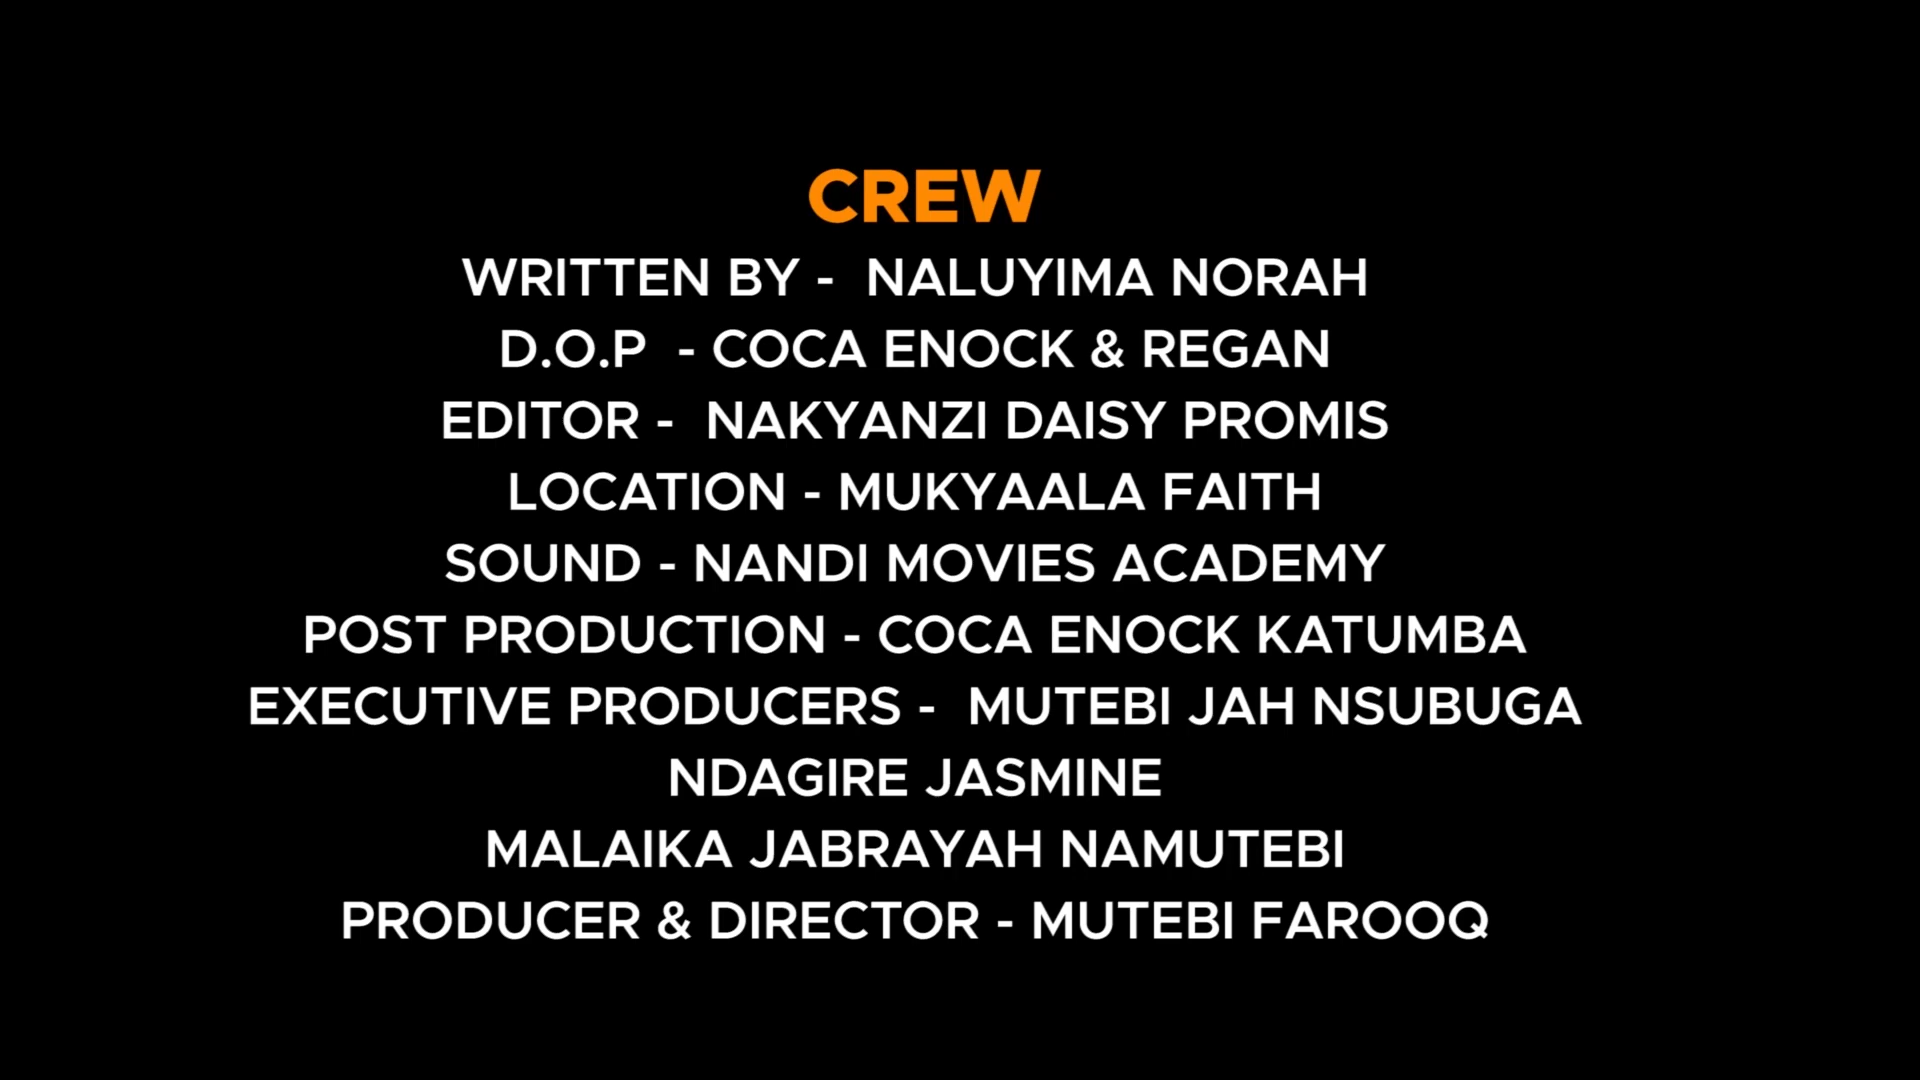 CREW
WRITTEN BY -  NALUYIMA NORAH
D.O.P  - COCA ENOCK & REGAN
EDITOR -  NAKYANZI DAISY PROMIS
LOCATION - MUKYAALA FAITH
SOUND - NANDI MOVIES ACADEMY
POST PRODUCTION - COCA ENOCK KATUMBA
EXECUTIVE PRODUCERS -  MUTEBI JAH NSUBUGA
NDAGIRE JASMINE
MALAIKA JABRAYAH NAMUTEBI
PRODUCER & DIRECTOR - MUTEBI FAROOQ